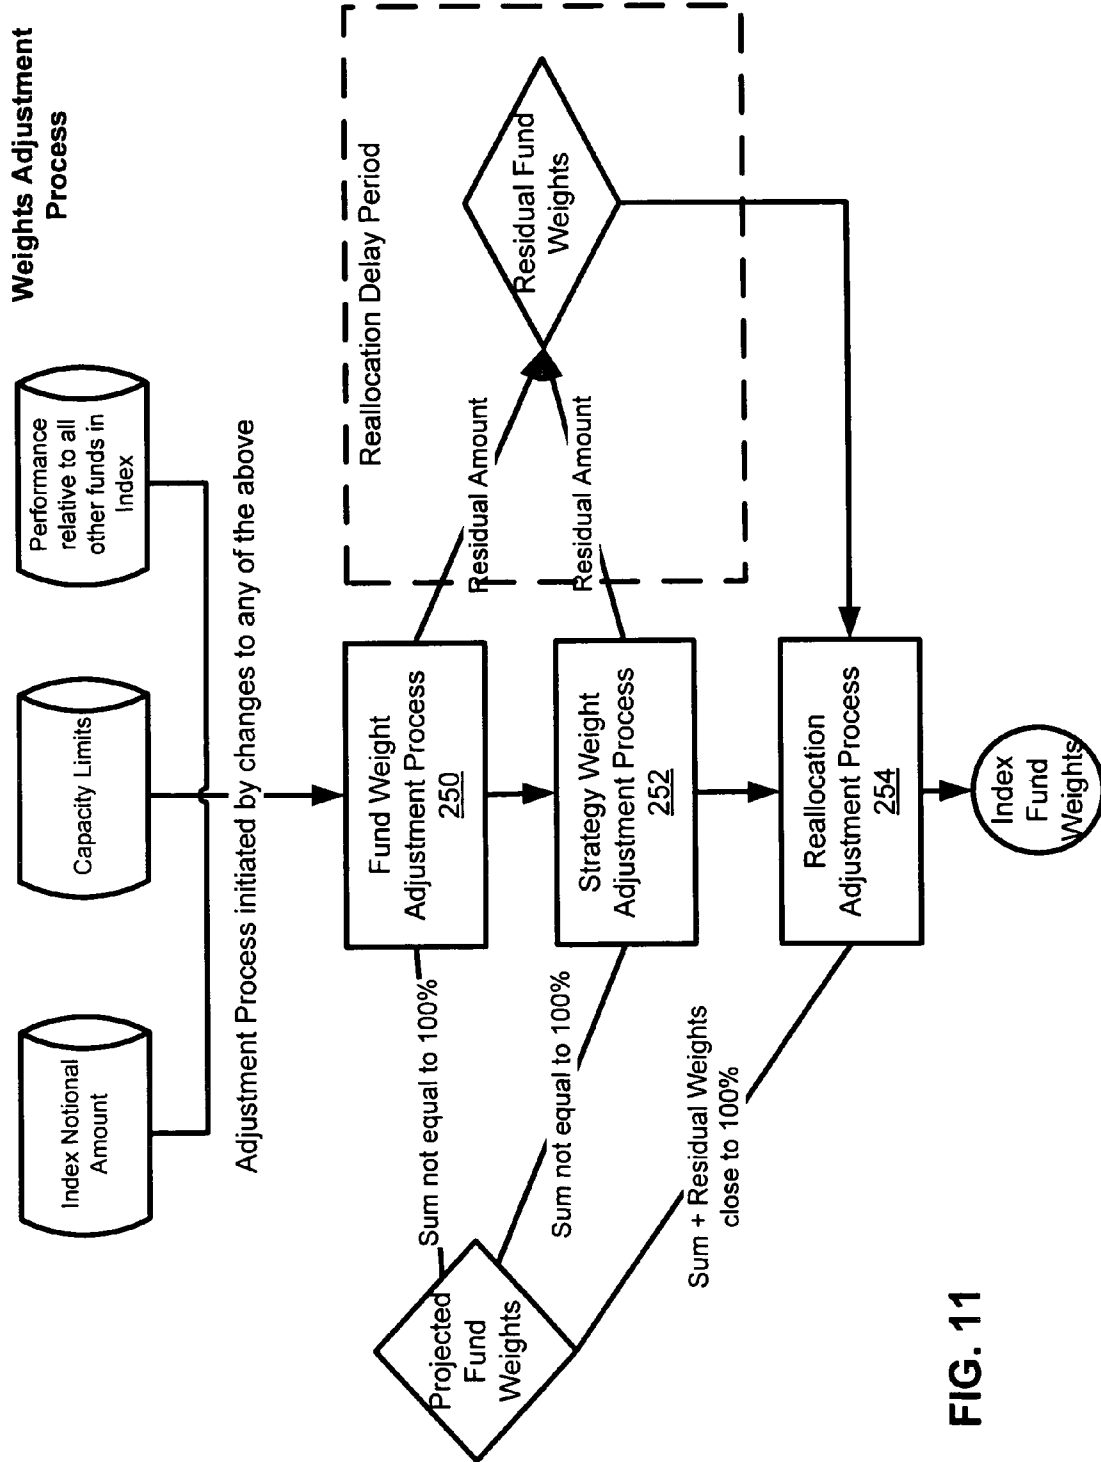 Weights Adjustment
Process
Index Notional
Amount
Capacity Limits
Performance
relative to all
other funds in
Index
Adjustment Process initiated by changes to any of the above
Reallocation Delay Period
Projected
Fund
Weights
Sum not equal to 100%
Fund Weight
Adjustment Process
250
Residual Amount
Residual Fund
Weights
Sum not equal to 100%
Strategy Weight
Adjustment Process
252
Residual Amount
Sum + Residual Weights
close to 100%
Reallocation
Adjustment Process
254
Index
Fund
Weights
FIG. 11